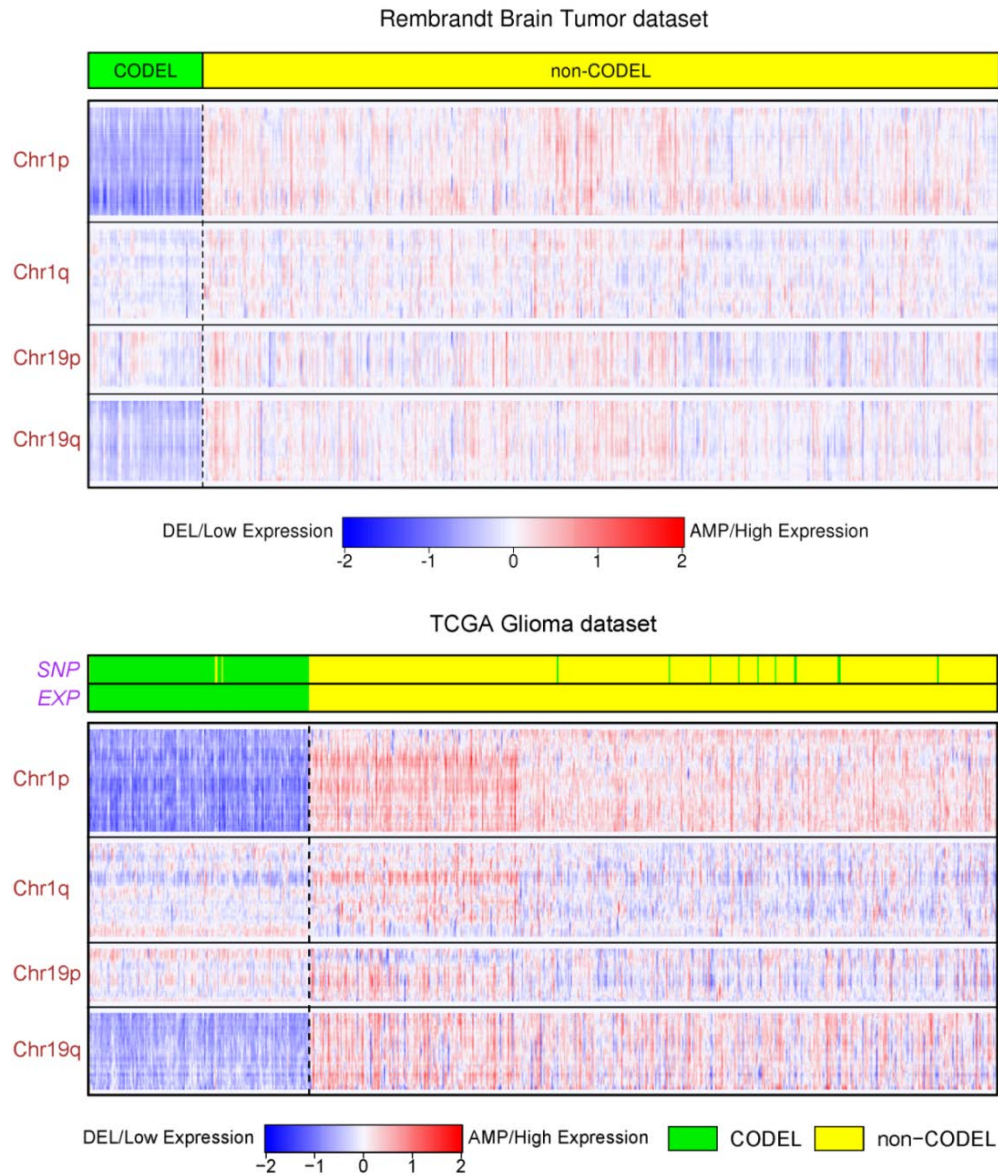 Rembrandt Brain Tumor dataset
CODEL non-CODEL
Chr1p
Chr1q
Chr19p
Chr19q
DEL/Low Expression AMP/High Expression
-2 -1 0 1 2
TCGA Glioma dataset
SNP
EXP
Chr1p
Chr1q
Chr19p
Chr19q
DEL/Low Expression AMP/High Expression CODEL non−CODEL
−2 −1 0 1 2